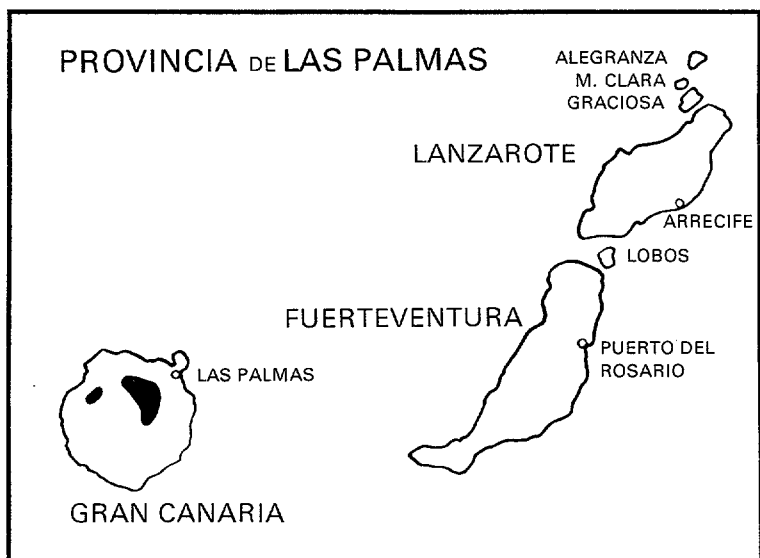 PROVINCIA DE LAS PALMAS
ALEGRANZA
M. CLARA
GRACIOSA
LANZAROTE
ARRECIFE
LOBOS
FUERTEVENTURA
PUERTO DEL
ROSARIO
LAS PALMAS
GRAN CANARIA